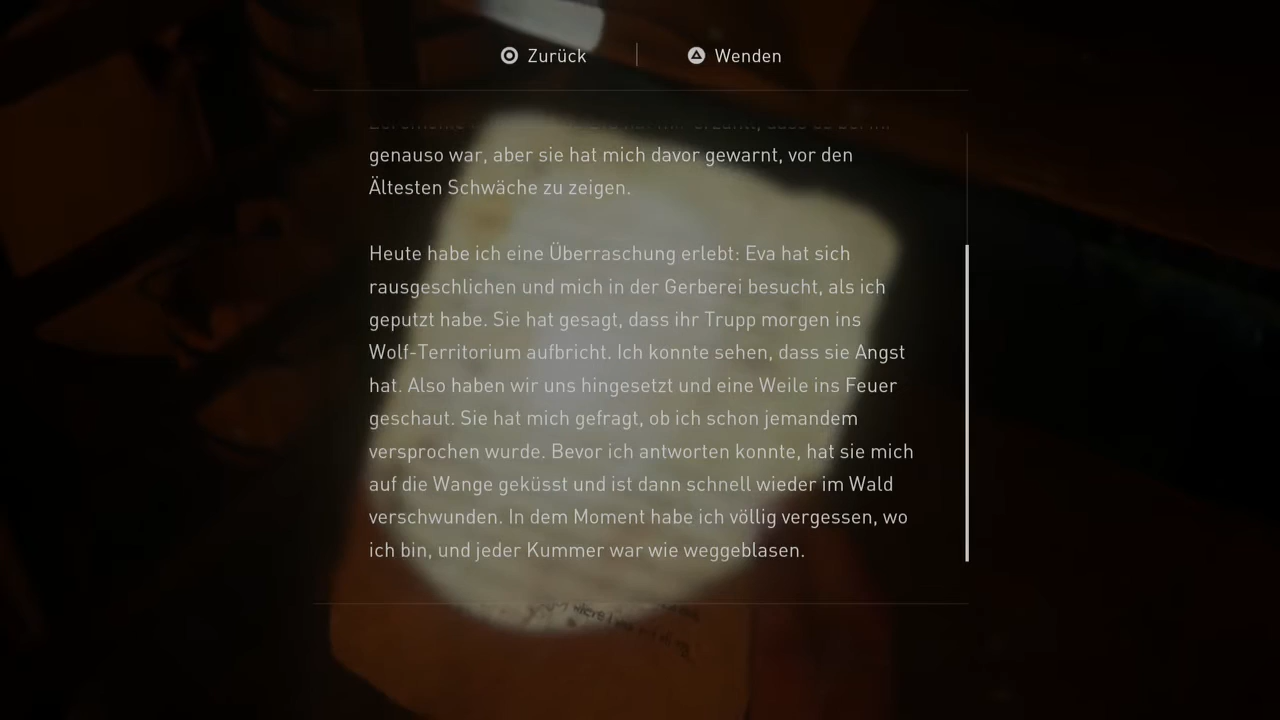 Zurück
Wenden
genauso war, aber sie hat mich davor gewarnt, vor den
Ältesten Schwäche zu zeigen.
Heute habe ich eine Überraschung erlebt: Eva hat sich
rausgeschlichen und mich in der Gerberei besucht, als ich
geputzt habe. Sie hat gesagt, dass ihr Trupp morgen ins
Wolf-Territorium aufbricht. Ich konnte sehen, dass sie Angst
hat. Also haben wir uns hingesetzt und eine Weile ins Feuer
geschaut. Sie hat mich gefragt, ob ich schon jemandem
versprochen wurde. Bevor ich antworten konnte, hat sie mich
auf die Wange geküsst und ist dann schnell wieder im Wald
verschwunden. In dem Moment habe ich völlig vergessen, wo
ich bin, und jeder Kummer war wie weggeblasen.